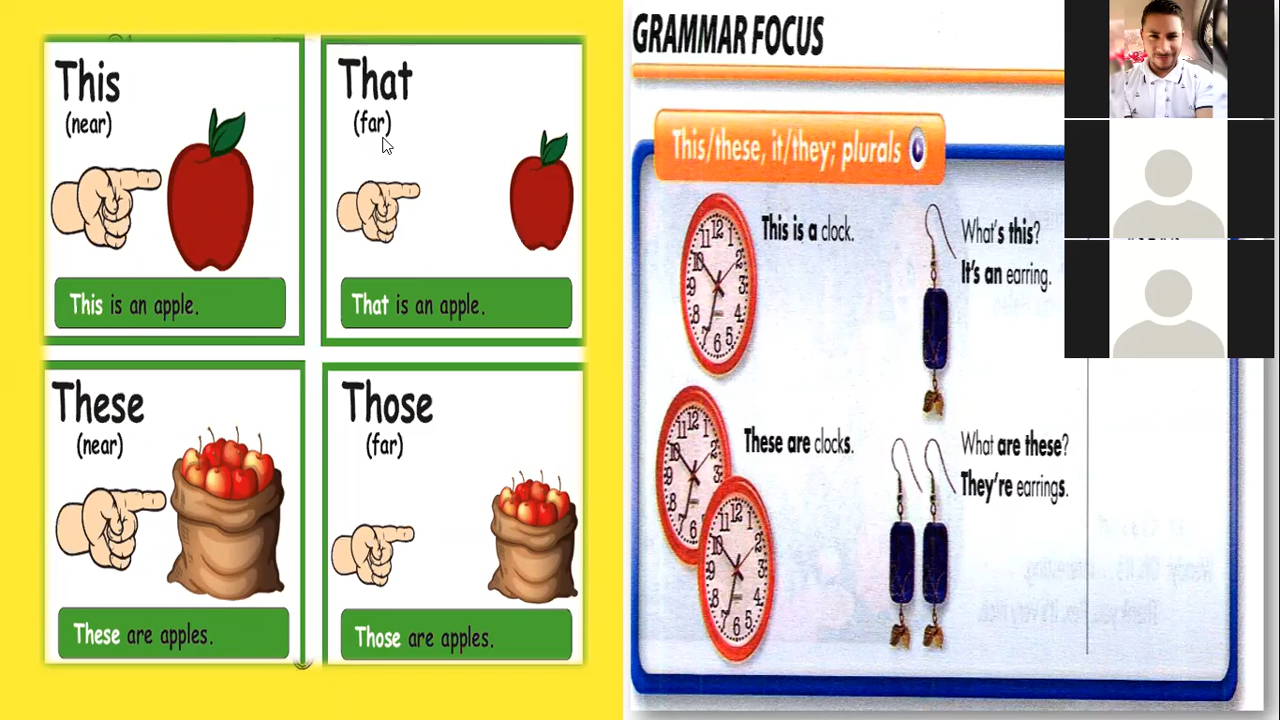 This
(near)
This is an apple.
That
(far)
That is an apple.
These
(near)
These are apples.
Those
(far)
Those are apples.
GRAMMAR FOCUS
This/these, it/they; plurals
This is a clock.
What's this?
It's an earring.
These are clocks.
What are these?
They're earrings.